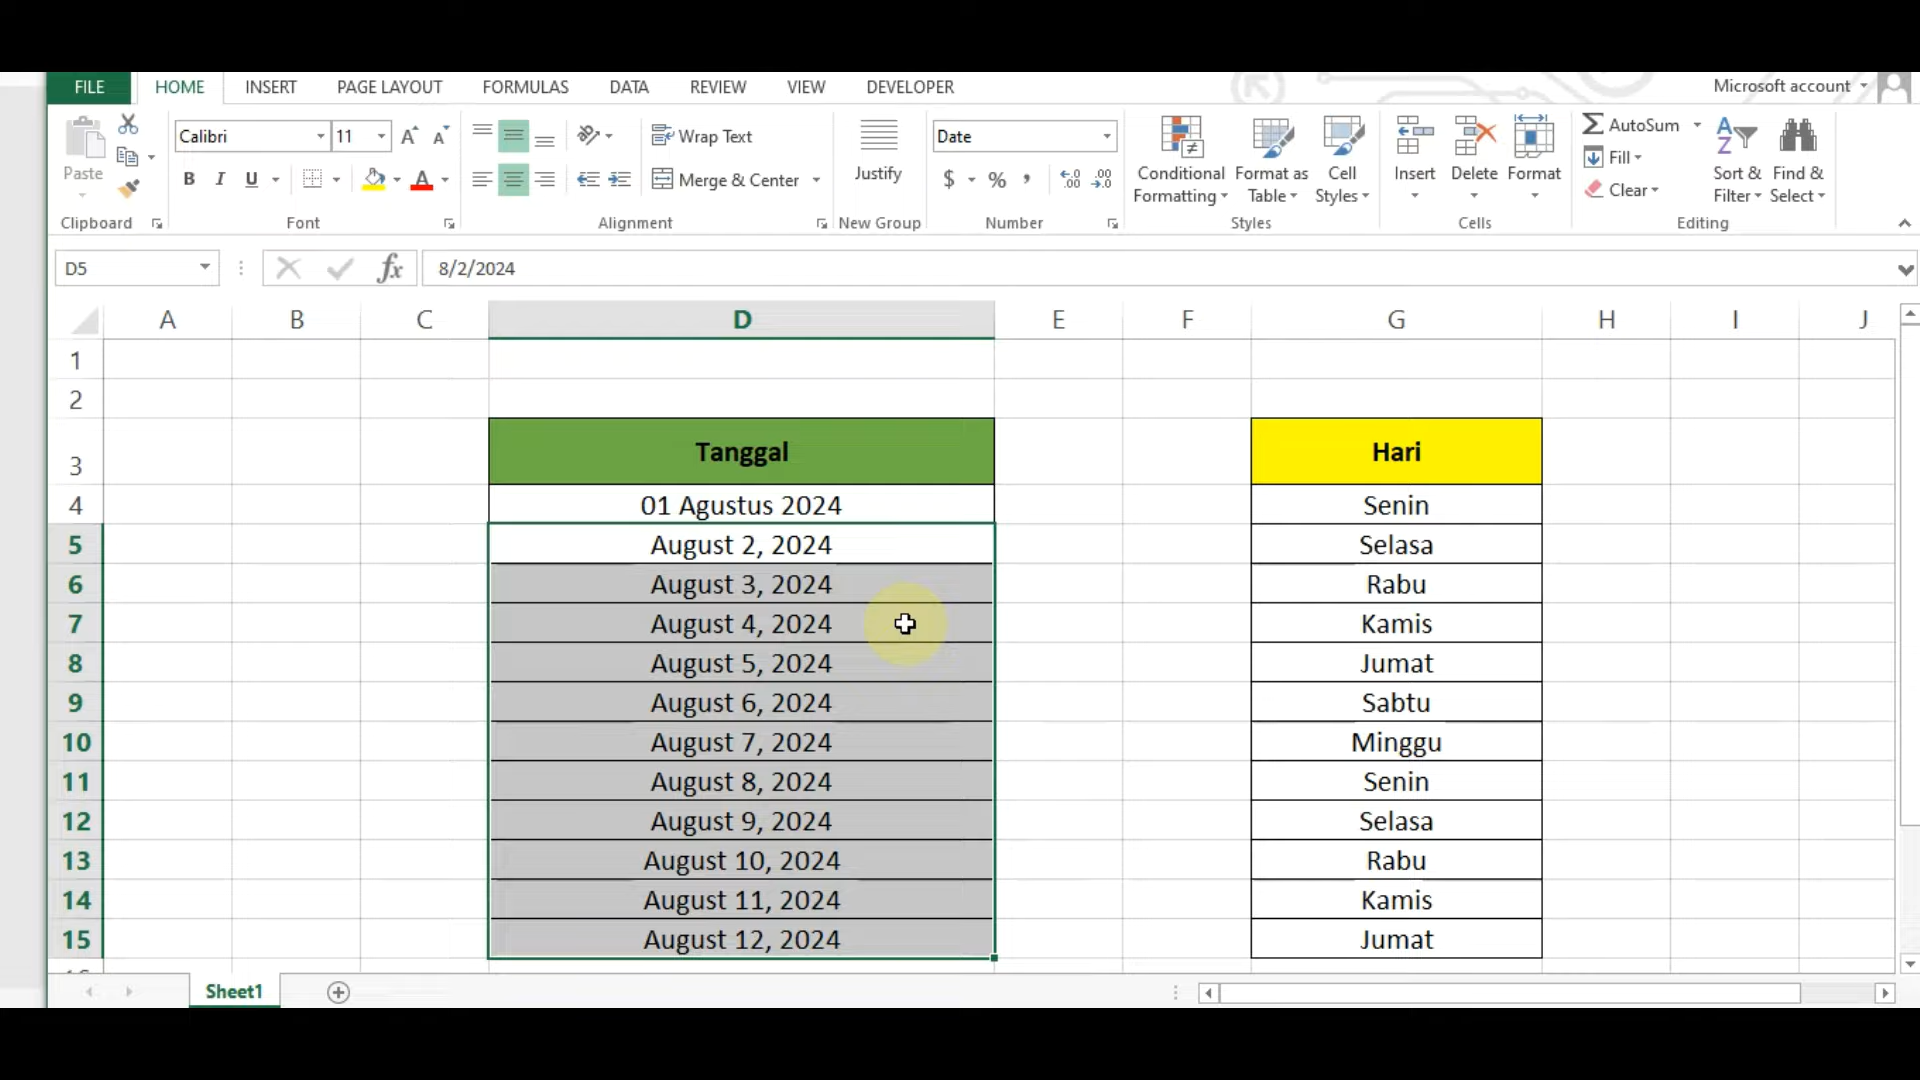 FILE HOME INSERT PAGE LAYOUT FORMULAS DATA REVIEW VIEW DEVELOPER Microsoft account
Calibri 11 Wrap Text Date AutoSum
Paste Justify Conditional Format as Cell Insert Delete Format Fill Sort & Find &
B I U Merge & Center $ % , Formatting Table Styles Clear Filter Select
Clipboard Font Alignment New Group Number Styles Cells Editing
D5 fx 8/2/2024
A B C D E F G H I J
1
2
3 Tanggal Hari
4 01 Agustus 2024 Senin
5 August 2, 2024 Selasa
6 August 3, 2024 Rabu
7 August 4, 2024 Kamis
8 August 5, 2024 Jumat
9 August 6, 2024 Sabtu
10 August 7, 2024 Minggu
11 August 8, 2024 Senin
12 August 9, 2024 Selasa
13 August 10, 2024 Rabu
14 August 11, 2024 Kamis
15 August 12, 2024 Jumat
Sheet1